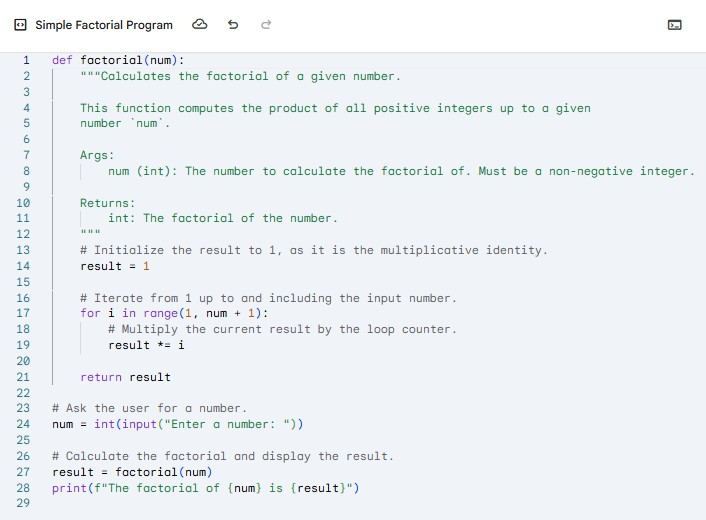 Simple Factorial Program
1 def factorial(num):
2     """Calculates the factorial of a given number.
3
4     This function computes the product of all positive integers up to a given
5     number `num`.
6
7     Args:
8         num (int): The number to calculate the factorial of. Must be a non-negative integer.
9
10     Returns:
11         int: The factorial of the number.
12     """
13     # Initialize the result to 1, as it is the multiplicative identity.
14     result = 1
15
16     # Iterate from 1 up to and including the input number.
17     for i in range(1, num + 1):
18         # Multiply the current result by the loop counter.
19         result *= i
20
21     return result
22
23 # Ask the user for a number.
24 num = int(input("Enter a number: "))
25
26 # Calculate the factorial and display the result.
27 result = factorial(num)
28 print(f"The factorial of {num} is {result}")
29